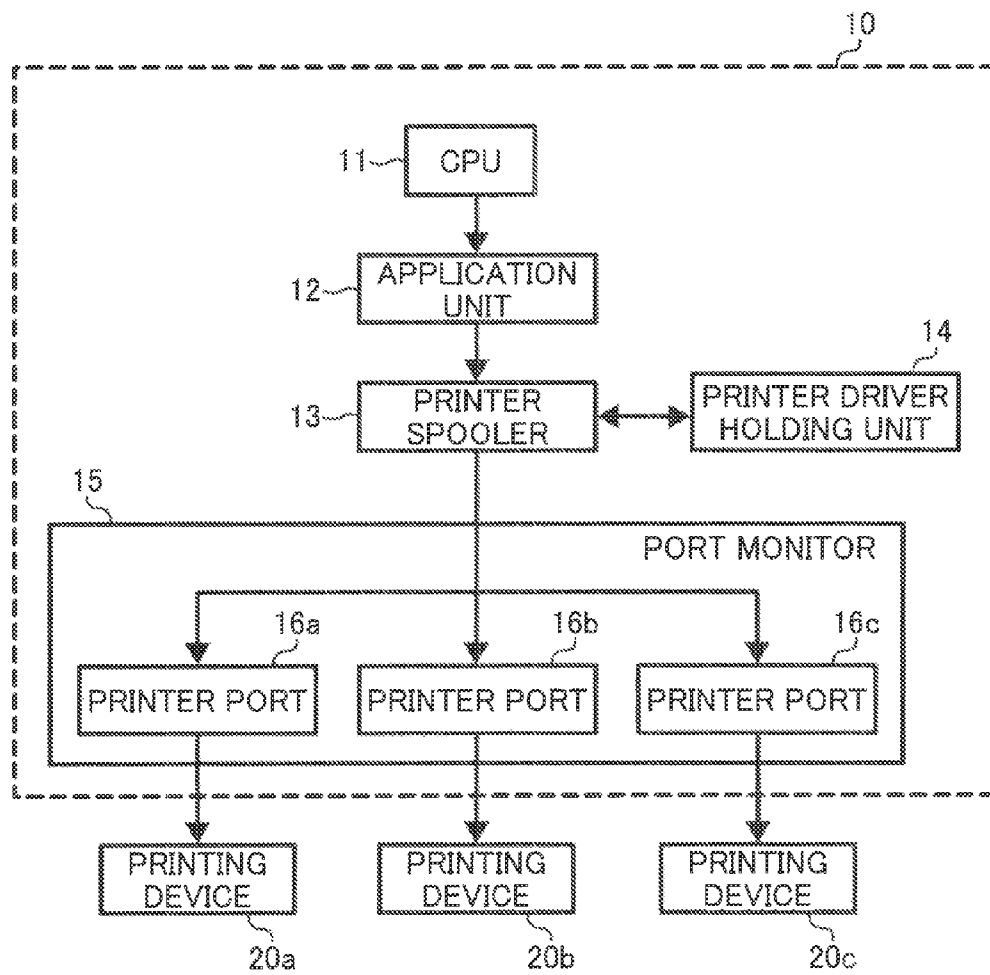 10
11
CPU
12
APPLICATION
UNIT
13
PRINTER
SPOOLER
14
PRINTER DRIVER
HOLDING UNIT
15
PORT MONITOR
16a
16b
16c
PRINTER PORT
PRINTER PORT
PRINTER PORT
PRINTING
DEVICE
PRINTING
DEVICE
PRINTING
DEVICE
20a
20b
20c